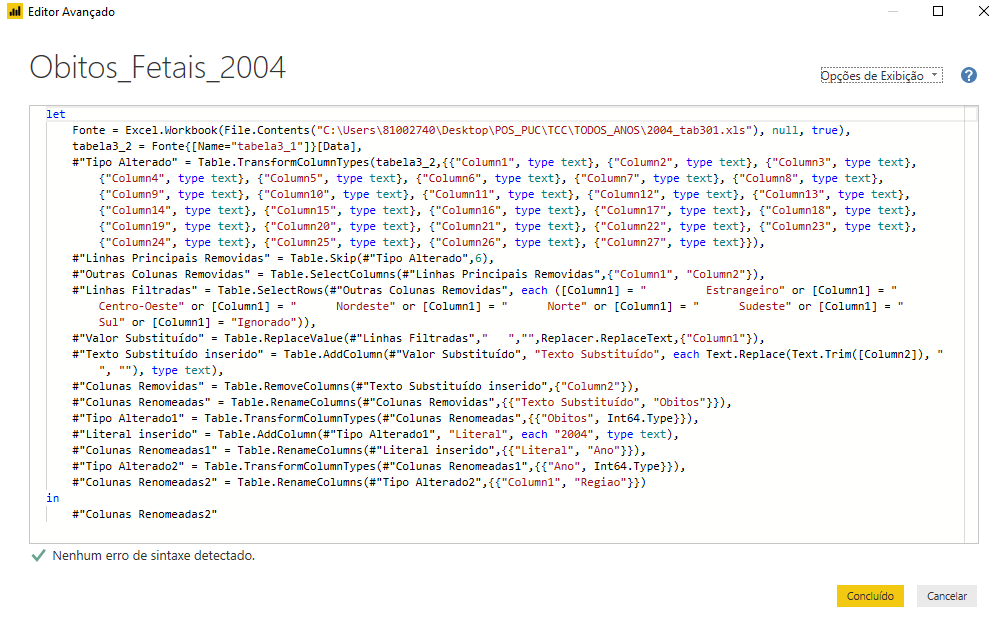 Editor Avançado
Obitos_Fetais_2004
Opções de Exibição
?
let
Fonte = Excel.Workbook(File.Contents("C:\Users\81002740\Desktop\POS_PUC\TCC\TODOS_ANOS\2004_tab301.xls"), null, true),
tabela3_2 = Fonte{[Name="tabela3_1"]}[Data],
#"Tipo Alterado" = Table.TransformColumnTypes(tabela3_2,{{"Column1", type text}, {"Column2", type text}, {"Column3", type text},
{"Column4", type text}, {"Column5", type text}, {"Column6", type text}, {"Column7", type text}, {"Column8", type text},
{"Column9", type text}, {"Column10", type text}, {"Column11", type text}, {"Column12", type text}, {"Column13", type text},
{"Column14", type text}, {"Column15", type text}, {"Column16", type text}, {"Column17", type text}, {"Column18", type text},
{"Column19", type text}, {"Column20", type text}, {"Column21", type text}, {"Column22", type text}, {"Column23", type text},
{"Column24", type text}, {"Column25", type text}, {"Column26", type text}, {"Column27", type text}}),
#"Linhas Principais Removidas" = Table.Skip(#"Tipo Alterado",6),
#"Outras Colunas Removidas" = Table.SelectColumns(#"Linhas Principais Removidas",{"Column1", "Column2"}),
#"Linhas Filtradas" = Table.SelectRows(#"Outras Colunas Removidas", each ([Column1] = "        Estrangeiro" or [Column1] = "
Centro-Oeste" or [Column1] = "      Nordeste" or [Column1] = "      Norte" or [Column1] = "      Sudeste" or [Column1] = "
Sul" or [Column1] = "Ignorado")),
#"Valor Substituído" = Table.ReplaceValue(#"Linhas Filtradas","   ","",Replacer.ReplaceText,{"Column1"}),
#"Texto Substituído inserido" = Table.AddColumn(#"Valor Substituído", "Texto Substituído", each Text.Replace(Text.Trim([Column2]), "
", ""), type text),
#"Colunas Removidas" = Table.RemoveColumns(#"Texto Substituído inserido",{"Column2"}),
#"Colunas Renomeadas" = Table.RenameColumns(#"Colunas Removidas",{{"Texto Substituído", "Obitos"}}),
#"Tipo Alterado1" = Table.TransformColumnTypes(#"Colunas Renomeadas",{{"Obitos", Int64.Type}}),
#"Literal inserido" = Table.AddColumn(#"Tipo Alterado1", "Literal", each "2004", type text),
#"Colunas Renomeadas1" = Table.RenameColumns(#"Literal inserido",{{"Literal", "Ano"}}),
#"Tipo Alterado2" = Table.TransformColumnTypes(#"Colunas Renomeadas1",{{"Ano", Int64.Type}}),
#"Colunas Renomeadas2" = Table.RenameColumns(#"Tipo Alterado2",{{"Column1", "Regiao"}})
in
#"Colunas Renomeadas2"
Nenhum erro de sintaxe detectado.
Concluído
Cancelar